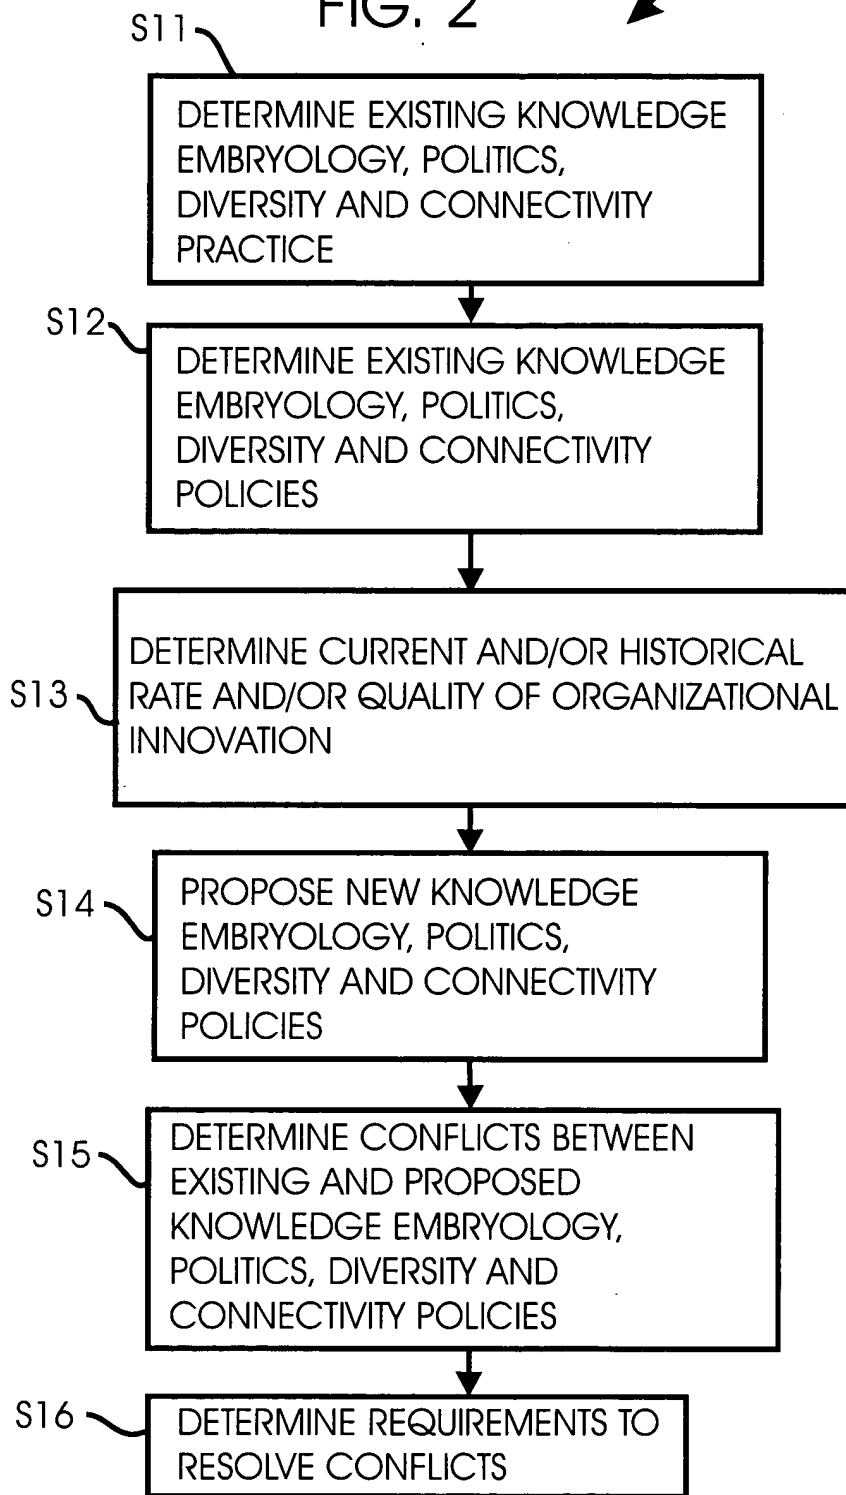 FIG. 2
S11
DETERMINE EXISTING KNOWLEDGE
EMBRYOLOGY, POLITICS,
DIVERSITY AND CONNECTIVITY
PRACTICE
S12
DETERMINE EXISTING KNOWLEDGE
EMBRYOLOGY, POLITICS,
DIVERSITY AND CONNECTIVITY
POLICIES
S13
DETERMINE CURRENT AND/OR HISTORICAL
RATE AND/OR QUALITY OF ORGANIZATIONAL
INNOVATION
S14
PROPOSE NEW KNOWLEDGE
EMBRYOLOGY, POLITICS,
DIVERSITY AND CONNECTIVITY
POLICIES
S15
DETERMINE CONFLICTS BETWEEN
EXISTING AND PROPOSED
KNOWLEDGE EMBRYOLOGY,
POLITICS, DIVERSITY AND
CONNECTIVITY POLICIES
S16
DETERMINE REQUIREMENTS TO
RESOLVE CONFLICTS